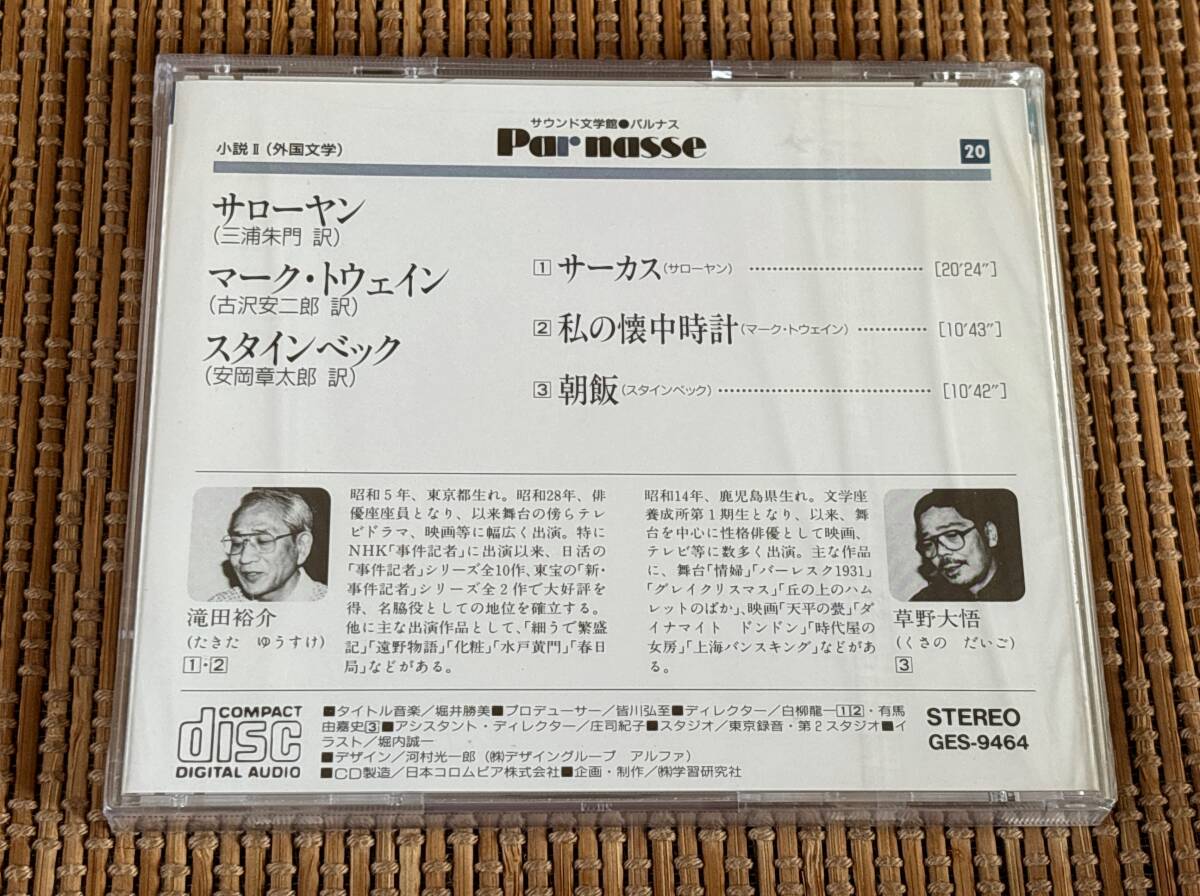 サウンド文学館●パルナス
Parnasse
小説Ⅱ(外国文学)
20
サローヤン
(三浦朱門 訳)
マーク・トウェイン
(古沢安二郎 訳)
スタインベック
(安岡章太郎 訳)
1 サーカス(サローヤン) [20'24"]
2 私の懐中時計(マーク・トウェイン) [10'43"]
3 朝飯(スタインベック) [10'42"]
昭和5年、東京都生れ。昭和28年、俳
優座座員となり、以来舞台の傍らテレ
ビドラマ、映画等に幅広く出演。特に
NHK「事件記者」に出演以来、日活の
「事件記者」シリーズ全10作、東宝の「新・
事件記者」シリーズ全2作で大好評を
得、名脇役としての地位を確立する。
他に主な出演作品として、「細うで繁盛
記」「遠野物語」「化粧」「水戸黄門」「春日
局」などがある。
滝田裕介
(たきた ゆうすけ)
1・2
昭和14年、鹿児島県生れ。文学座
養成所第1期生となり、以来、舞
台を中心に性格俳優として映画、
テレビ等に数多く出演。主な作品
に、舞台「情婦」「バーレスク1931」
「グレイクリスマス」「丘の上のハム
レットのばか」、映画「天平の甍」「ダ
イナマイト ドンドン」「時代屋の
女房」「上海バンスキング」などがあ
る。
草野大悟
(くさの だいご)
3
COMPACT
disc
DIGITAL AUDIO
■タイトル音楽/堀井勝美■プロデューサー/皆川弘至■ディレクター/白柳龍一12・有馬
由嘉史3■アシスタント・ディレクター/庄司紀子■スタジオ/東京録音・第2スタジオ■イ
ラスト/堀内誠一
■デザイン/河村光一郎(㈱デザイングループ アルファ)
■CD製造/日本コロムビア株式会社■企画・制作/㈱学習研究社
STEREO
GES-9464